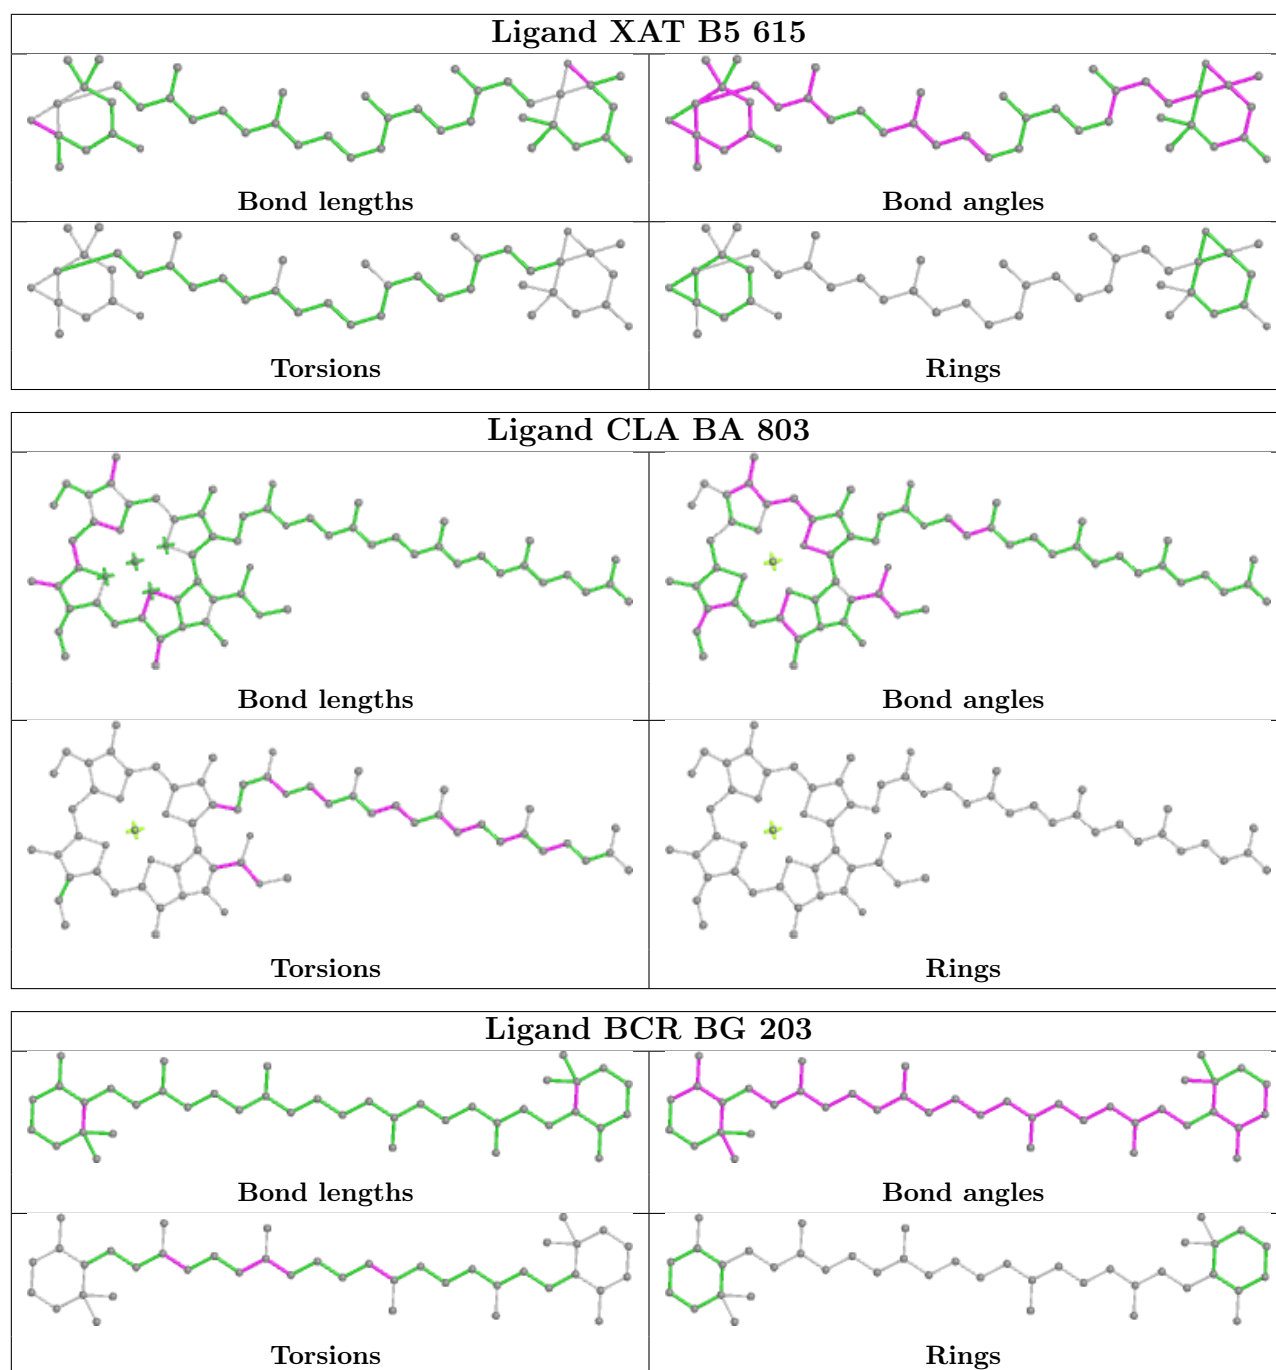 Ligand XAT B5 615
Bond lengths
Bond angles
Torsions
Rings
Ligand CLA BA 803
Bond lengths
Bond angles
Torsions
Rings
Ligand BCR BG 203
Bond lengths
Bond angles
Torsions
Rings